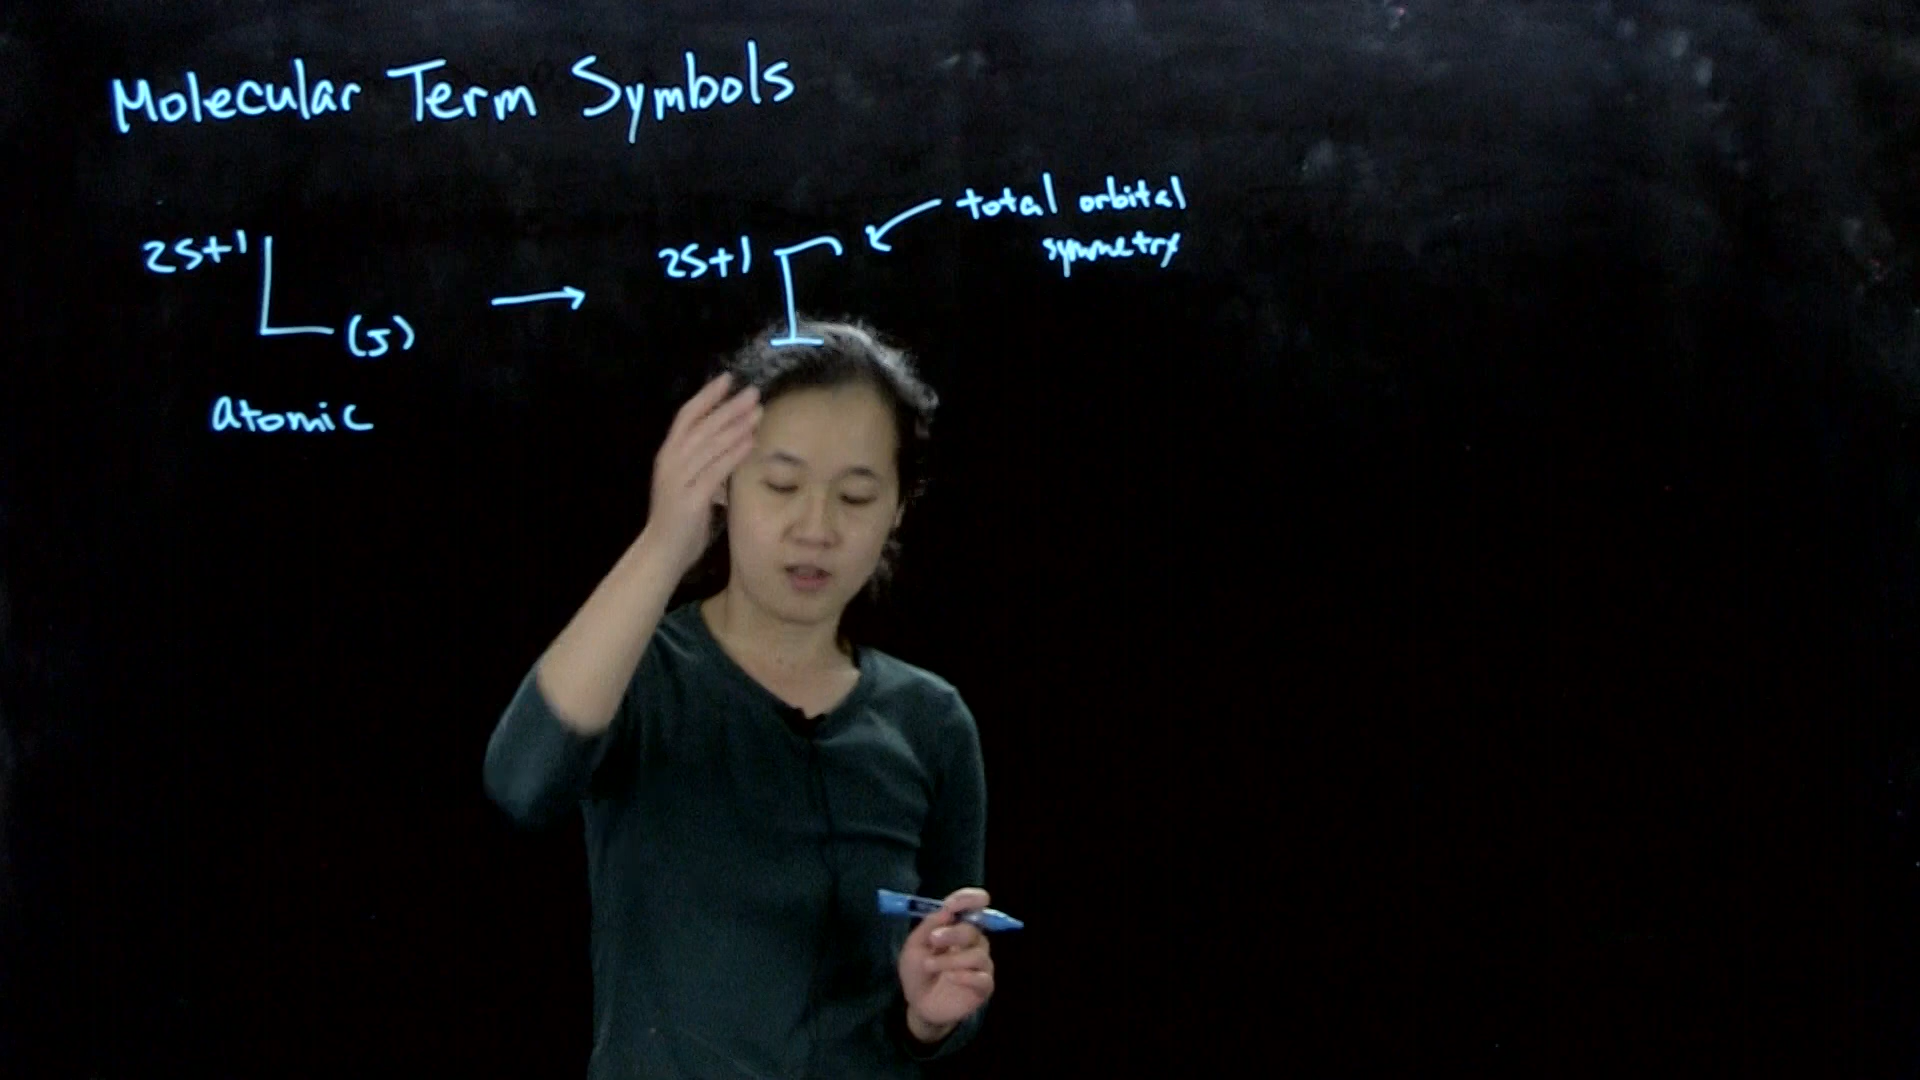 Molecular Term Symbols
2S+1 L (J) → 2S+1 Γ ← total orbital
symmetry
atomic